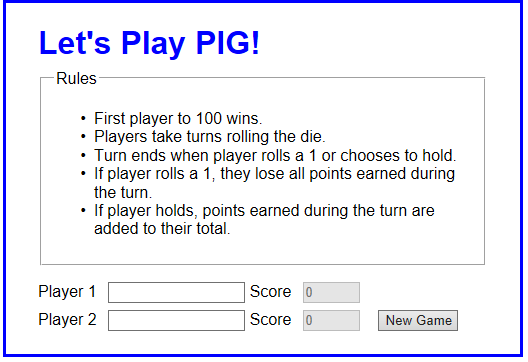 Let's Play PIG!
Rules
• First player to 100 wins.
• Players take turns rolling the die.
• Turn ends when player rolls a 1 or chooses to hold.
• If player rolls a 1, they lose all points earned during
the turn.
• If player holds, points earned during the turn are
added to their total.
Player 1 Score 0
Player 2 Score 0 New Game